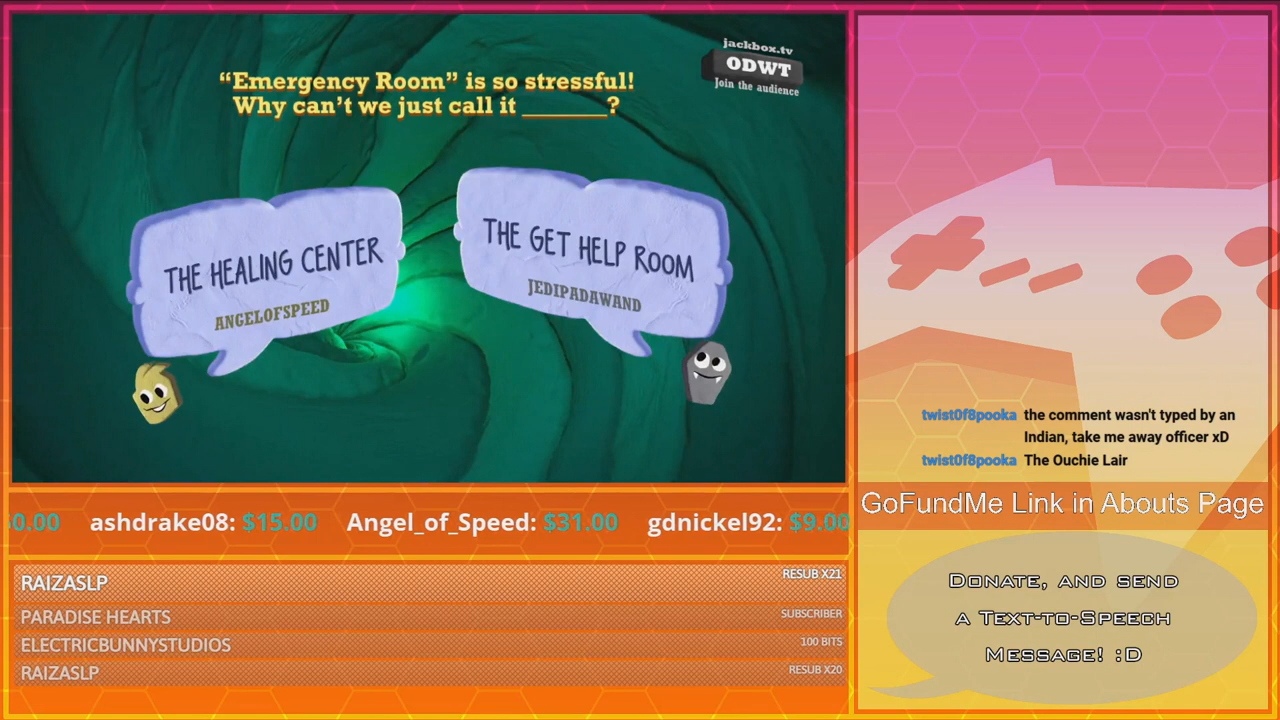 jackbox.tv
ODWT
Join the audience
“Emergency Room” is so stressful!
Why can’t we just call it _______?
THE HEALING CENTER
ANGELOFSPEED
THE GET HELP ROOM
JEDIPADAWAND
twist0f8pooka the comment wasn't typed by an
Indian, take me away officer xD
twist0f8pooka The Ouchie Lair
GoFundMe Link in Abouts Page
0.00 ashdrake08: $15.00 Angel_of_Speed: $31.00 gdnickel92: $9.00
RAIZASLP RESUB X21
PARADISE HEARTS SUBSCRIBER
ELECTRICBUNNYSTUDIOS 100 BITS
RAIZASLP RESUB X20
Donate, and send
a Text-to-Speech
Message! :D